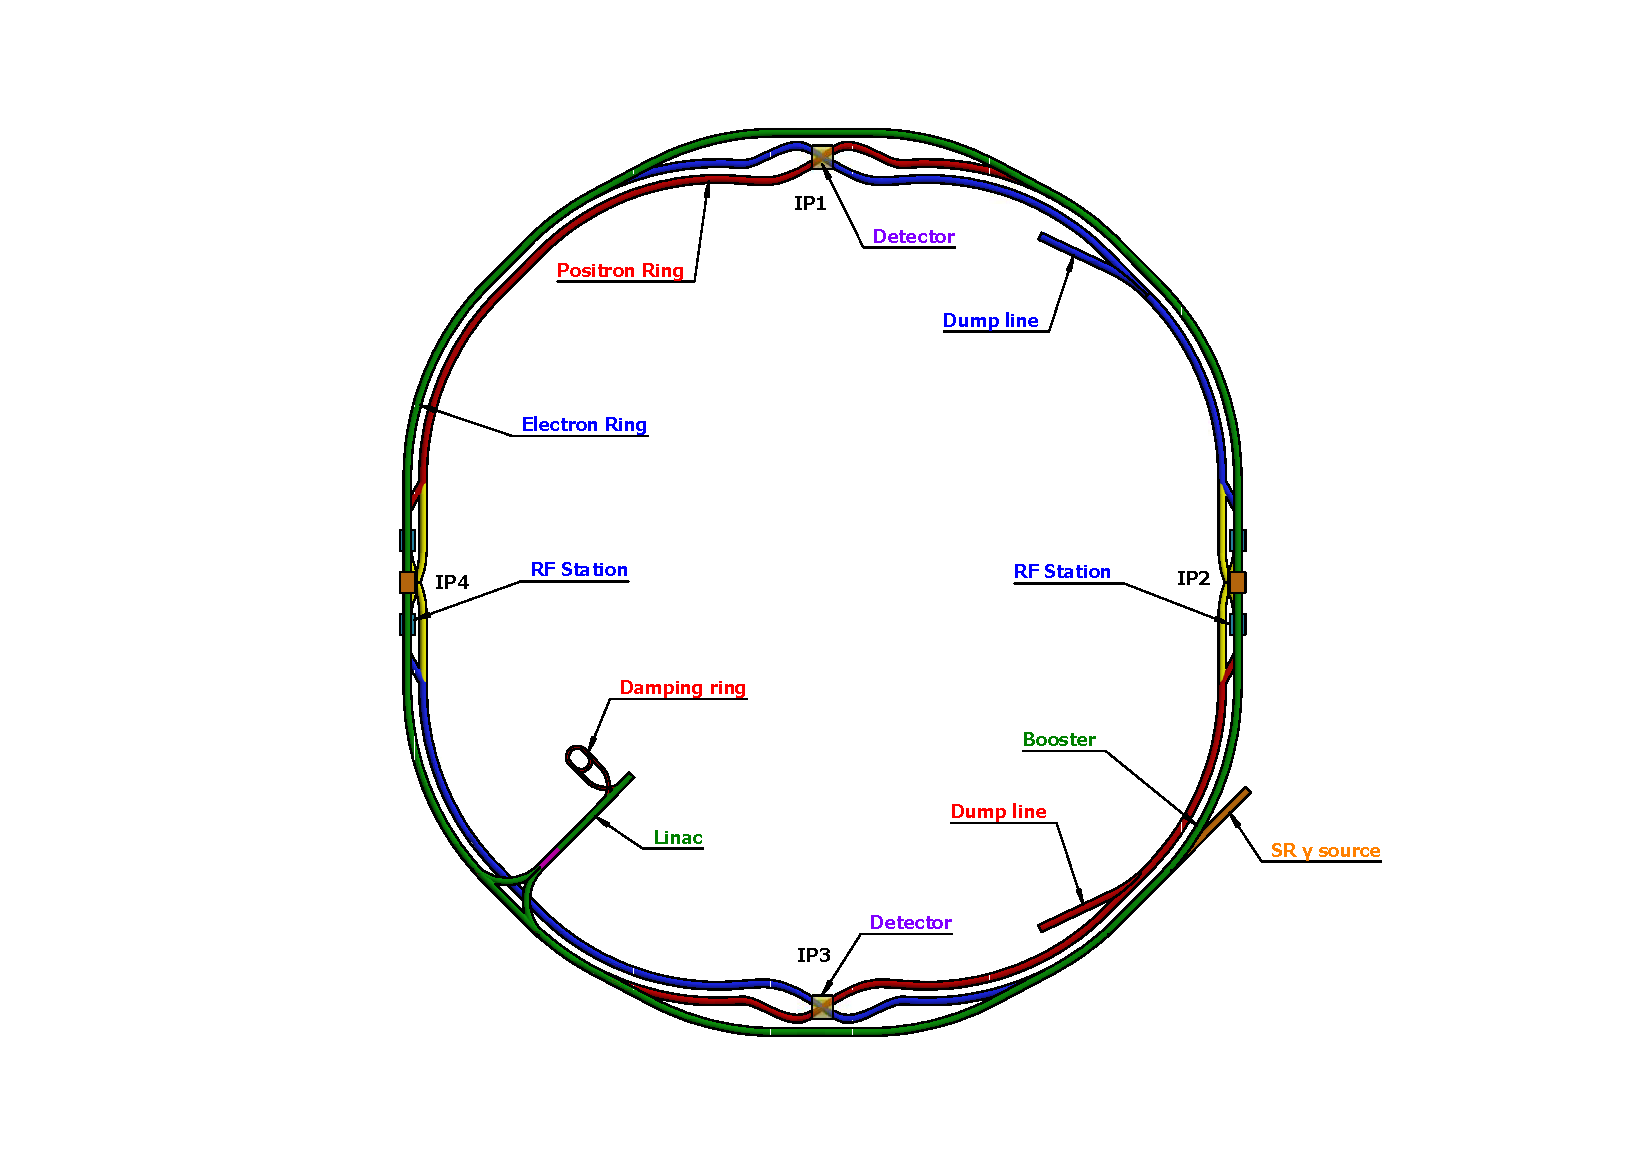 IP1
Detector
Positron Ring
Dump line
Electron Ring
RF Station
IP4
RF Station
IP2
Damping ring
Booster
Dump line
Linac
SR γ source
Detector
IP3